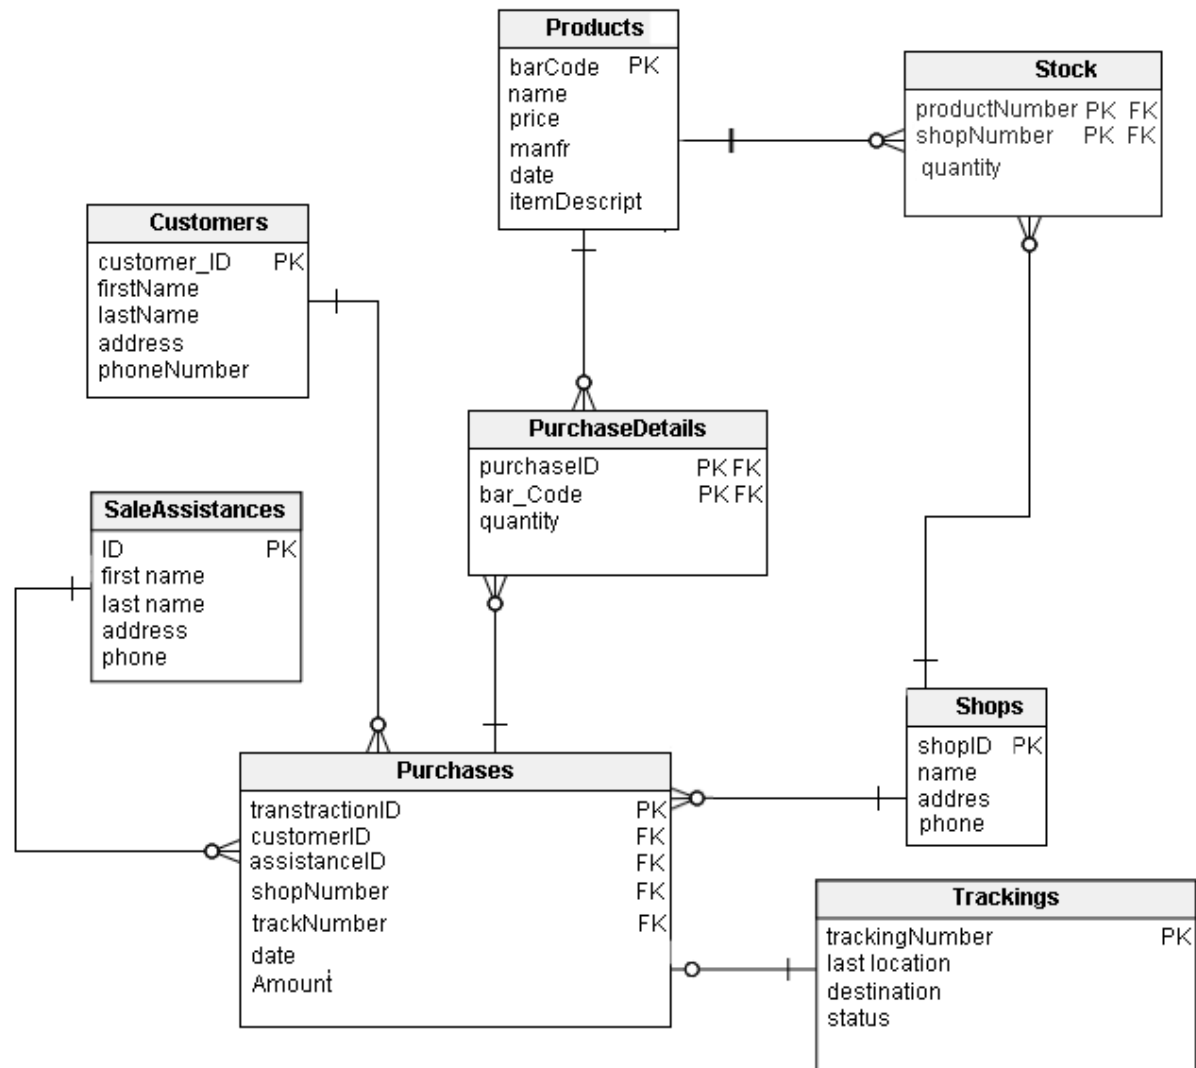 Products
barCode PK
name
price
manfr
date
itemDescript
Stock
productNumber PK FK
shopNumber PK FK
quantity
Customers
customer_ID PK
firstName
lastName
address
phoneNumber
PurchaseDetails
purchaseID PK FK
bar_Code PK FK
quantity
SaleAssistances
ID PK
first name
last name
address
phone
Shops
shopID PK
name
addres
phone
Purchases
transtractionID PK
customerID FK
assistanceID FK
shopNumber FK
trackNumber FK
date
Amount
Trackings
trackingNumber PK
last location
destination
status